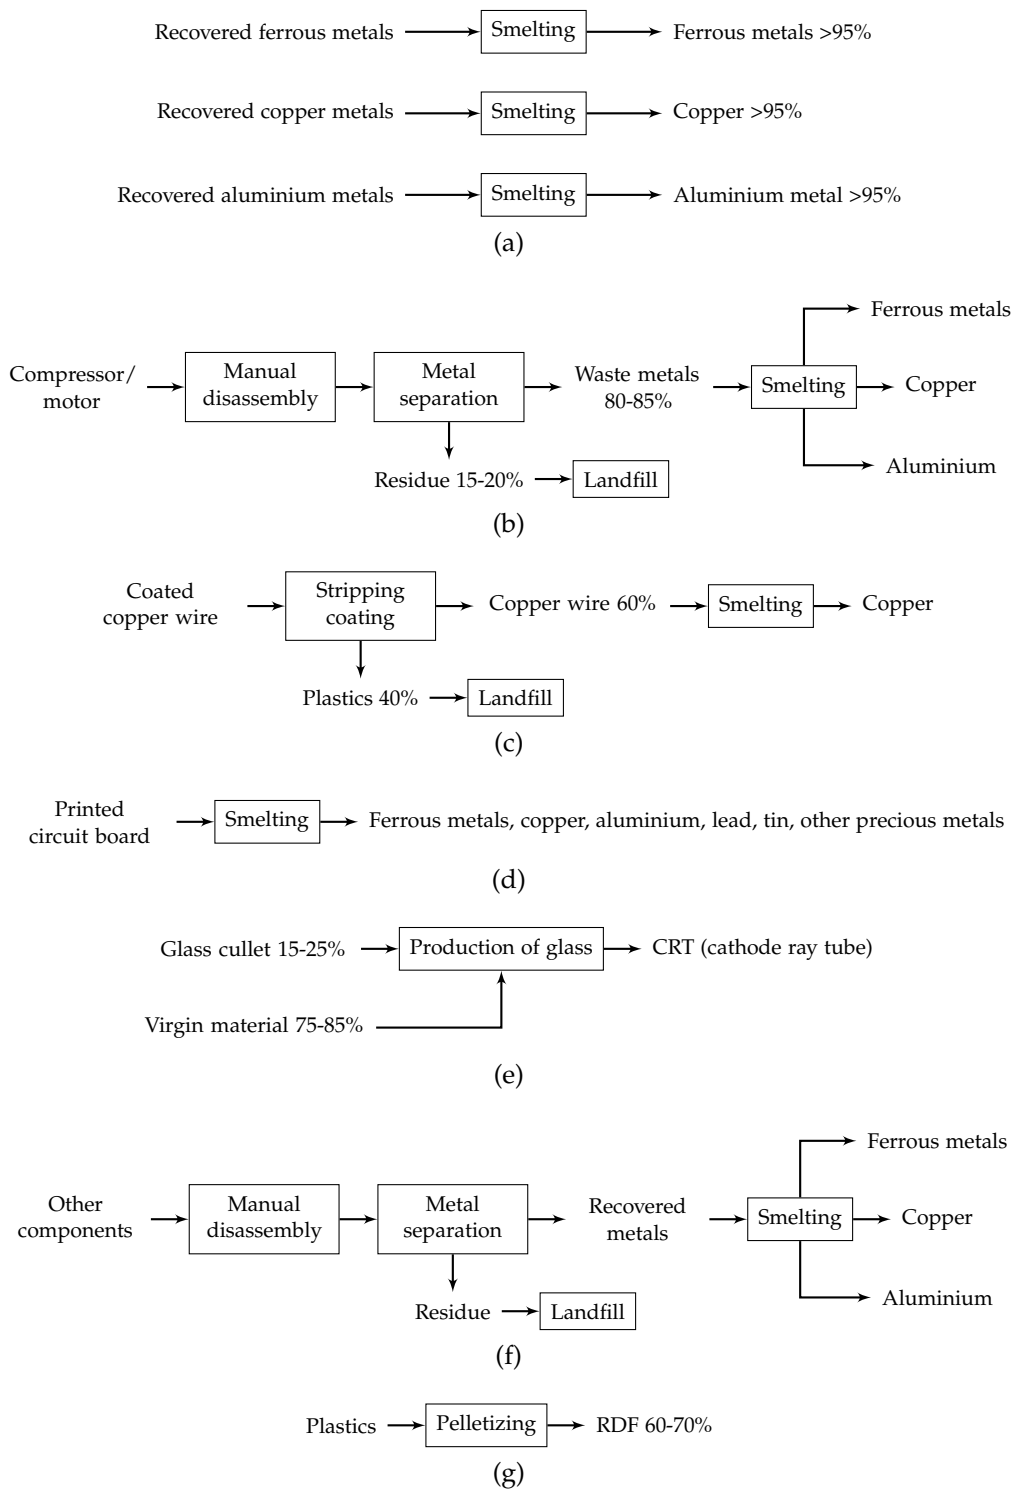 Recovered ferrous metals
Smelting
Ferrous metals >95%
Recovered copper metals
Smelting
Copper >95%
Recovered aluminium metals
Smelting
Aluminium metal >95%
(a)
Compressor/
motor
Manual
disassembly
Metal
separation
Waste metals
80-85%
Smelting
Ferrous metals
Copper
Aluminium
Residue 15-20%
Landfill
(b)
Coated
copper wire
Stripping
coating
Copper wire 60%
Smelting
Copper
Plastics 40%
Landfill
(c)
Printed
circuit board
Smelting
Ferrous metals, copper, aluminium, lead, tin, other precious metals
(d)
Glass cullet 15-25%
Production of glass
CRT (cathode ray tube)
Virgin material 75-85%
(e)
Other
components
Manual
disassembly
Metal
separation
Recovered
metals
Smelting
Ferrous metals
Copper
Aluminium
Residue
Landfill
(f)
Plastics
Pelletizing
RDF 60-70%
(g)